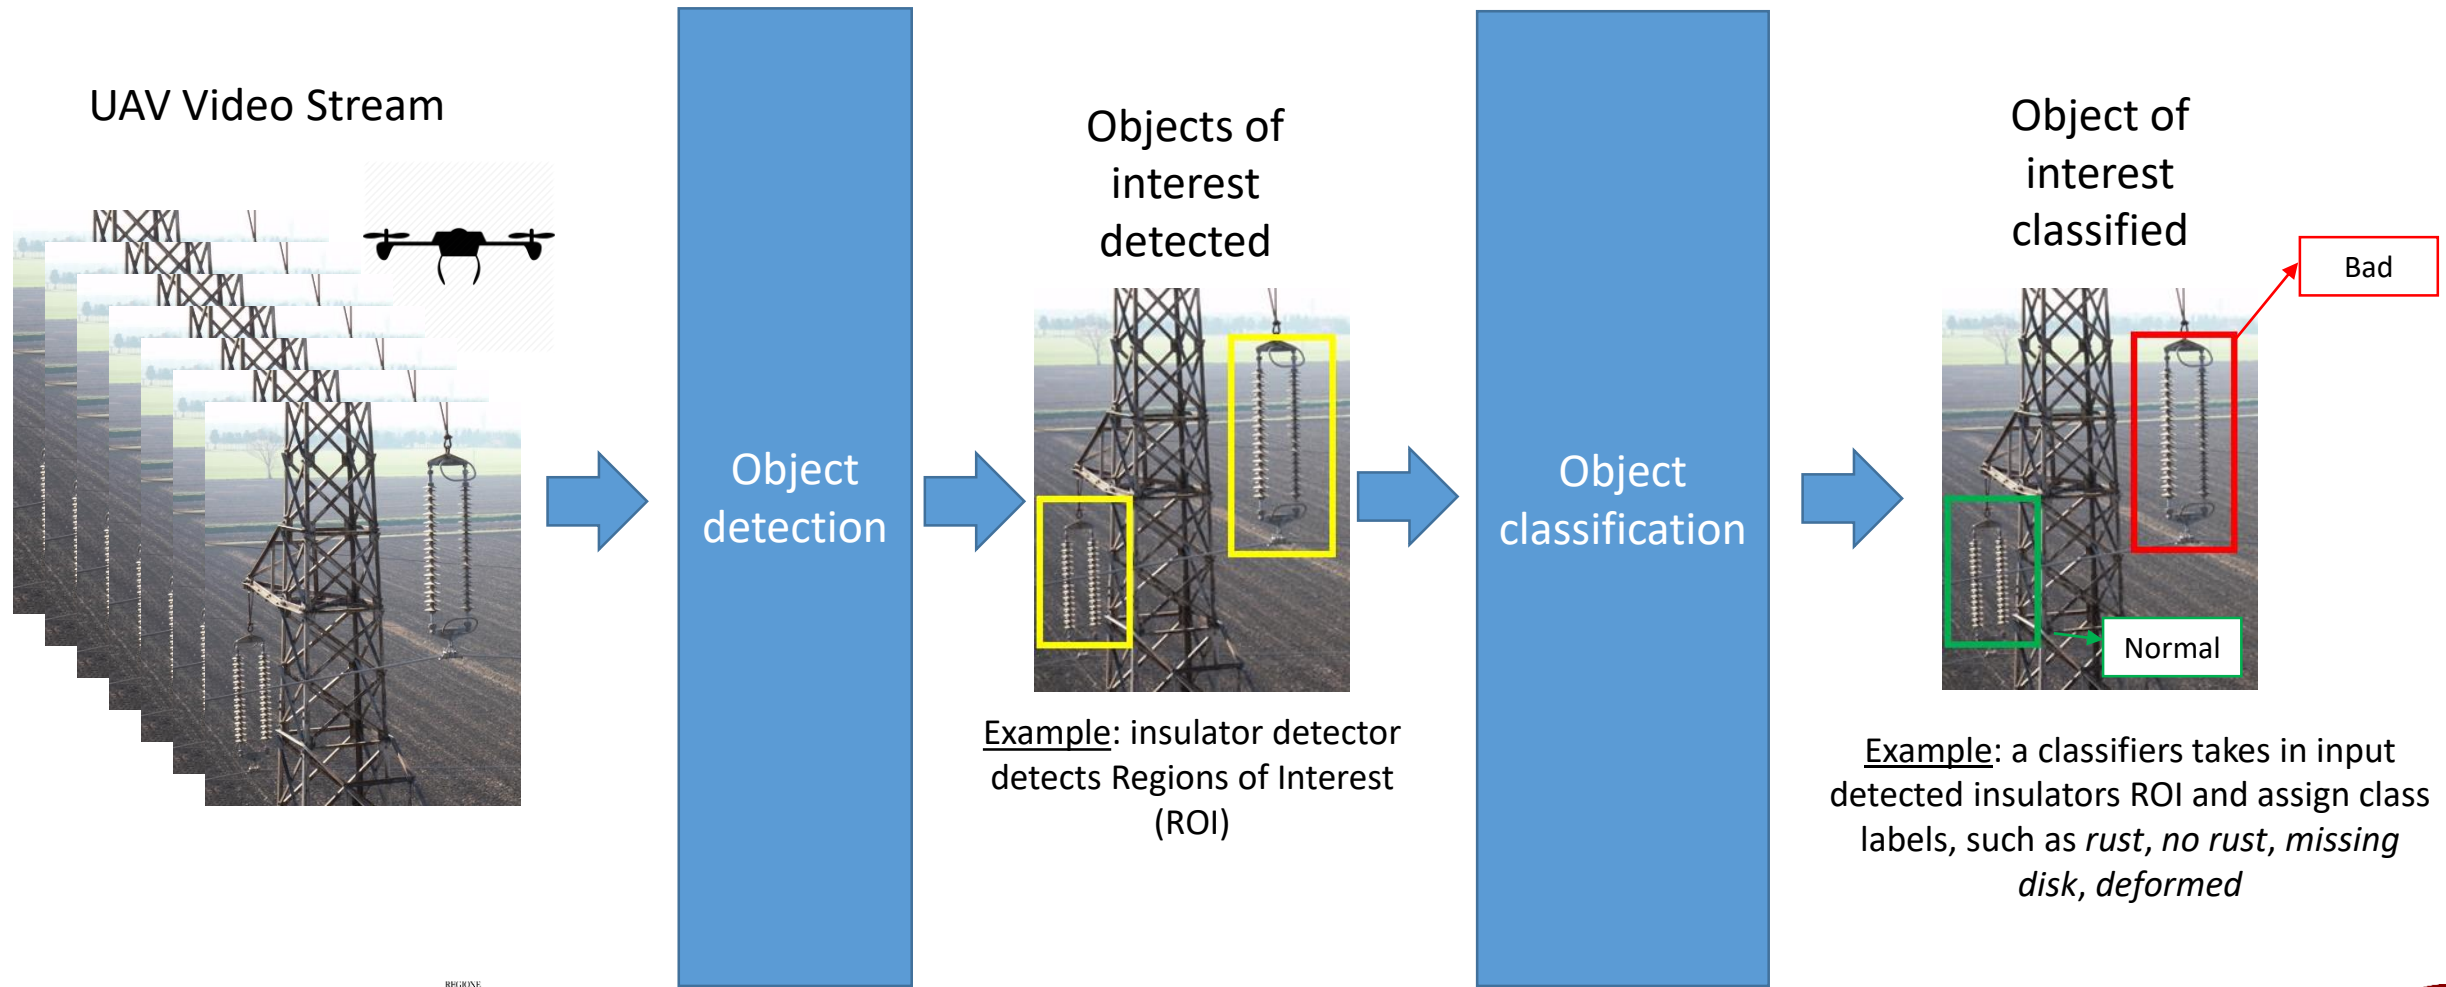 UAV Video Stream
Object
detection
Objects of
interest
detected
Example: insulator detector
detects Regions of Interest
(ROI)
Object
classification
Object of
interest
classified
Bad
Normal
Example: a classifiers takes in input
detected insulators ROI and assign class
labels, such as rust, no rust, missing
disk, deformed
REGIONE